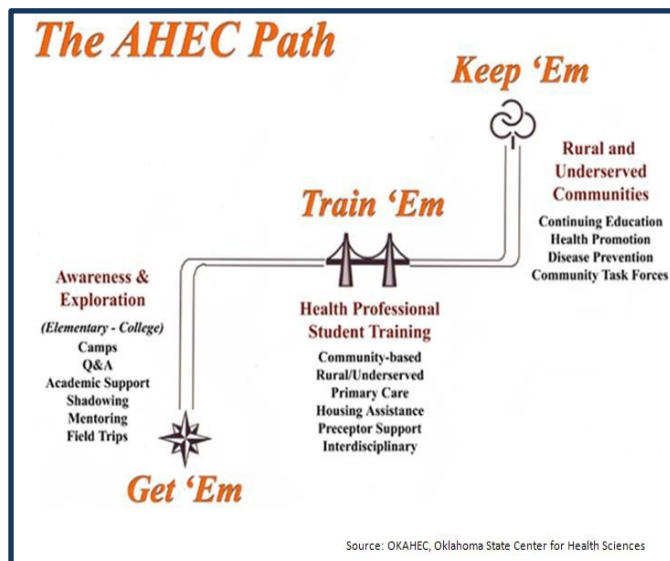 The AHEC Path
Keep ‘Em
Rural and
Underserved
Communities
Continuing Education
Health Promotion
Disease Prevention
Community Task Forces
Train ‘Em
Health Professional
Student Training
Community-based
Rural/Underserved
Primary Care
Housing Assistance
Preceptor Support
Interdisciplinary
Awareness &
Exploration
(Elementary - College)
Camps
Q&A
Academic Support
Shadowing
Mentoring
Field Trips
Get ‘Em
Source: OKAHEC, Oklahoma State Center for Health Sciences